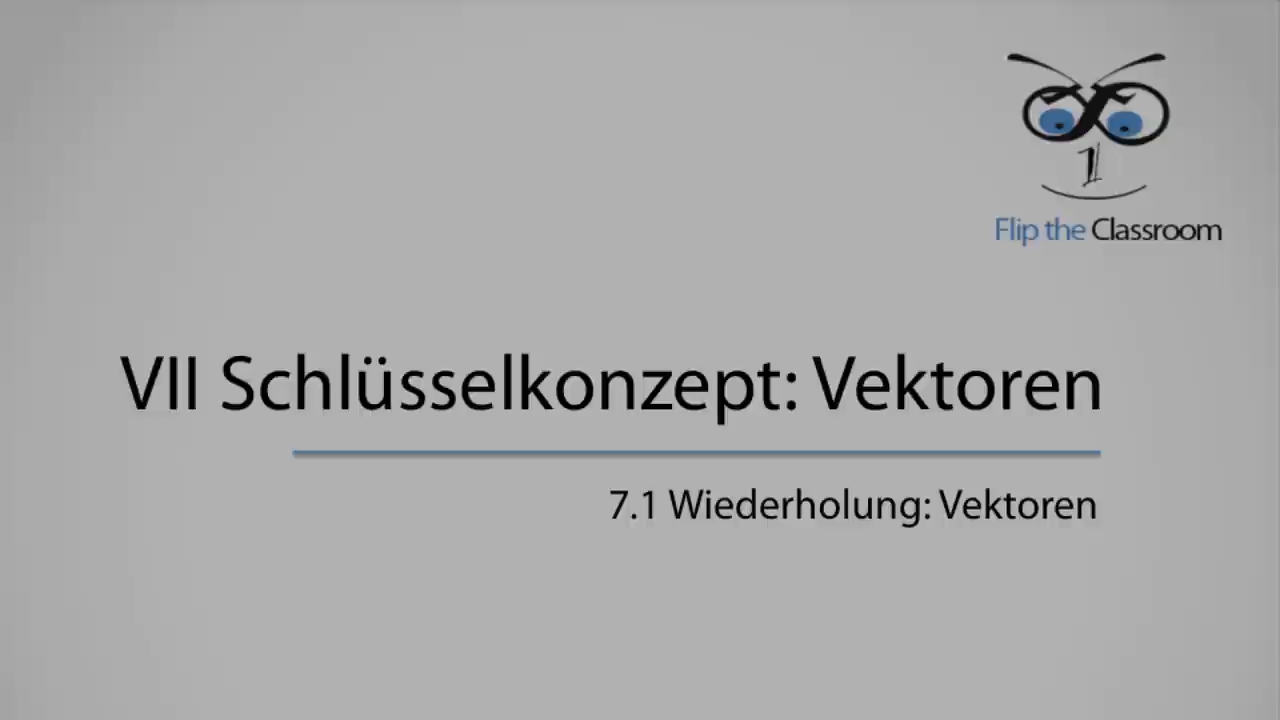 Flip the Classroom
VII Schlüsselkonzept: Vektoren
7.1 Wiederholung: Vektoren